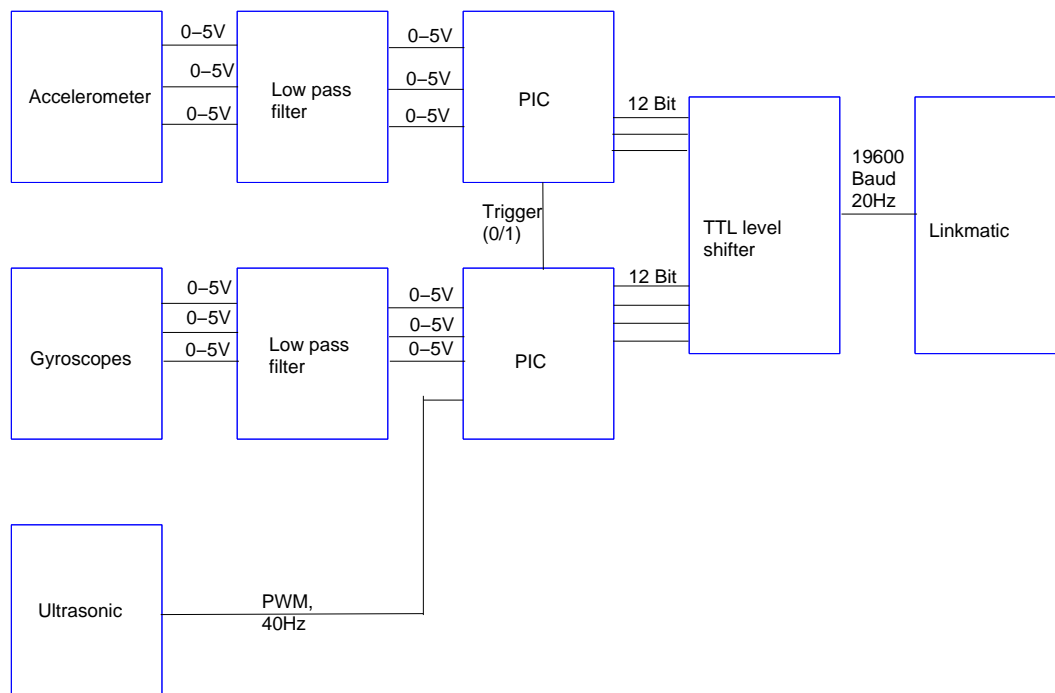 0–5V
0–5V
0–5V
Accelerometer
Low pass
filter
0–5V
0–5V
0–5V
PIC
12 Bit
TTL level
shifter
19600
Baud
20Hz
Linkmatic
Trigger
(0/1)
0–5V
0–5V
0–5V
Gyroscopes
Low pass
filter
0–5V
0–5V
0–5V
PIC
12 Bit
Ultrasonic
PWM,
40Hz